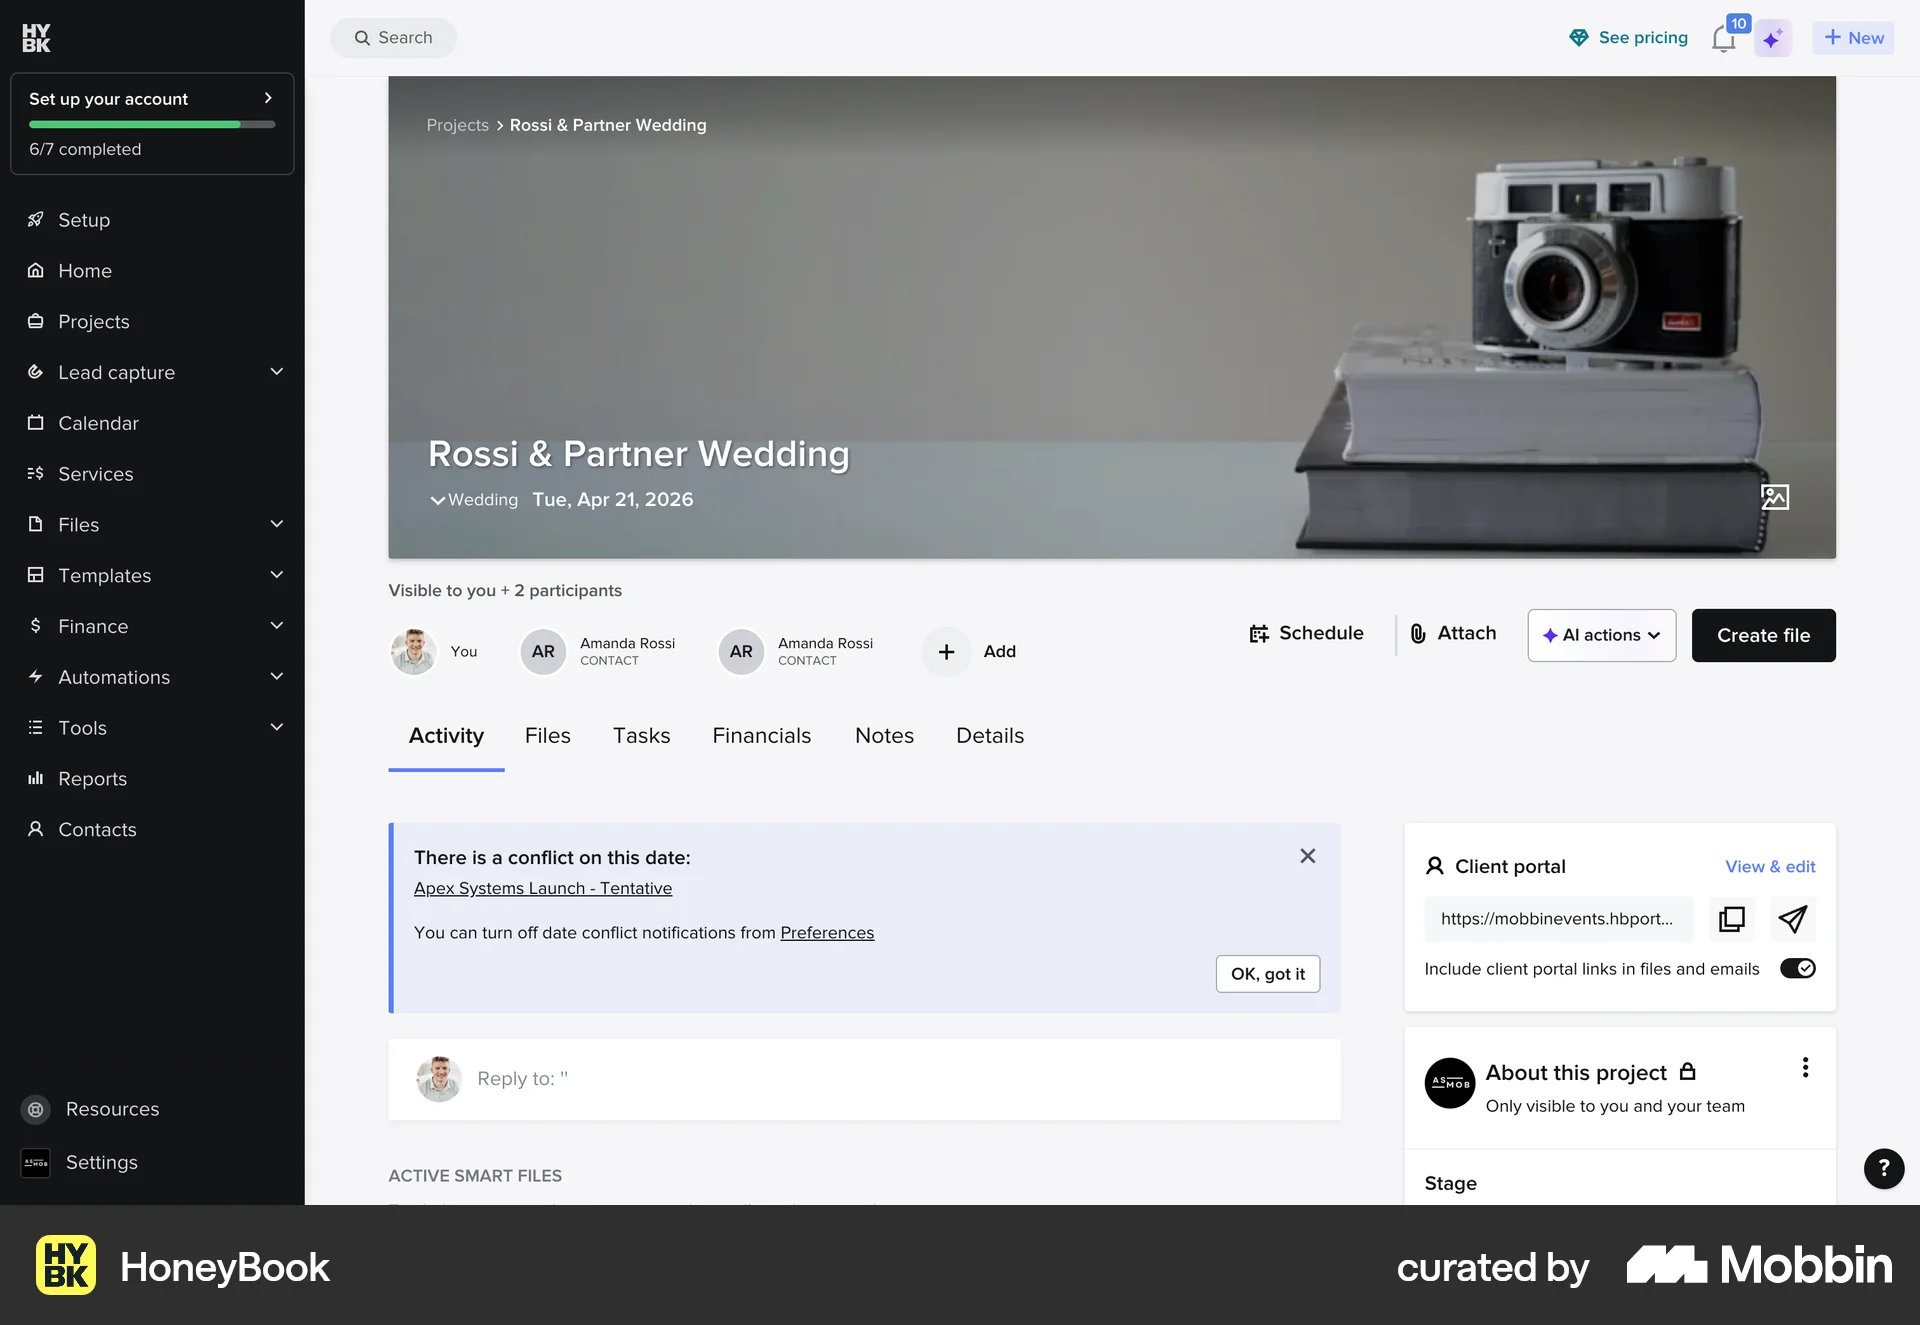 HY
BK
Search
See pricing
10
New
Set up your account
6/7 completed
Setup
Home
Projects
Lead capture
Calendar
Services
Files
Templates
Finance
Automations
Tools
Reports
Contacts
Resources
Settings
Projects > Rossi & Partner Wedding
Rossi & Partner Wedding
Wedding Tue, Apr 21, 2026
Visible to you + 2 participants
You
AR
Amanda Rossi
CONTACT
AR
Amanda Rossi
CONTACT
+ Add
Schedule
Attach
AI actions
Create file
Activity
Files
Tasks
Financials
Notes
Details
There is a conflict on this date:
Apex Systems Launch - Tentative
You can turn off date conflict notifications from Preferences
OK, got it
Reply to: ''
ACTIVE SMART FILES
Client portal
View & edit
https://mobbinevents.hbport...
Include client portal links in files and emails
AS
MOB
About this project
Only visible to you and your team
Stage
?
HY
BK
HoneyBook
curated by
Mobbin